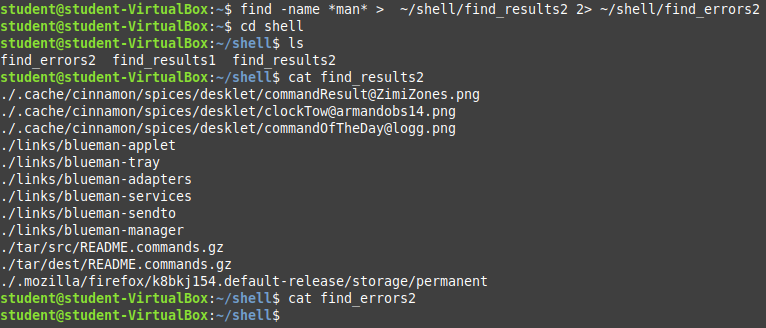 student@student-VirtualBox:~$ find -name *man* >  ~/shell/find_results2 2> ~/shell/find_errors2
student@student-VirtualBox:~$ cd shell
student@student-VirtualBox:~/shell$ ls
find_errors2  find_results1  find_results2
student@student-VirtualBox:~/shell$ cat find_results2
./.cache/cinnamon/spices/desklet/commandResult@ZimiZones.png
./.cache/cinnamon/spices/desklet/clockTow@armandobs14.png
./.cache/cinnamon/spices/desklet/commandOfTheDay@logg.png
./links/blueman-applet
./links/blueman-tray
./links/blueman-adapters
./links/blueman-services
./links/blueman-sendto
./links/blueman-manager
./tar/src/README.commands.gz
./tar/dest/README.commands.gz
./.mozilla/firefox/k8bkj154.default-release/storage/permanent
student@student-VirtualBox:~/shell$ cat find_errors2
student@student-VirtualBox:~/shell$